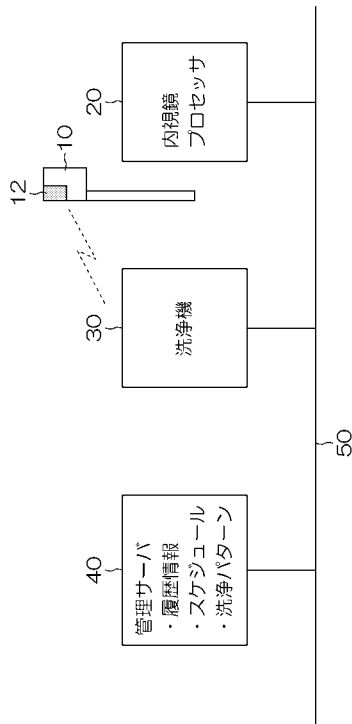 12
10
20
内視鏡
プロセッサ
30
洗浄機
40
管理サーバ
・履歴情報
・スケジュール
・洗浄パターン
50